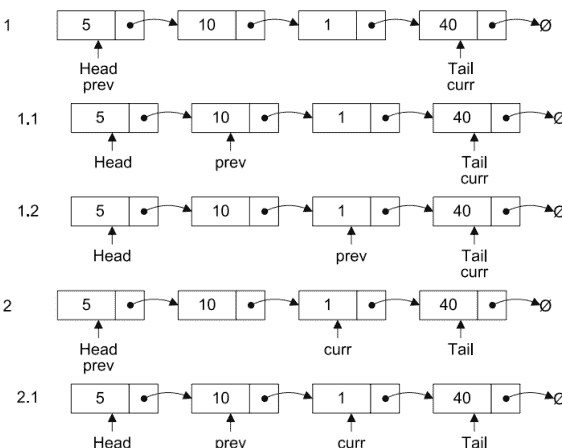 1 5 10 1 40 Ø
Head Tail
prev curr
1.1 5 10 1 40 Ø
Head prev Tail
curr
1.2 5 10 1 40 Ø
Head prev Tail
curr
2 5 10 1 40 Ø
Head curr Tail
prev
2.1 5 10 1 40 Ø
Head prev curr Tail